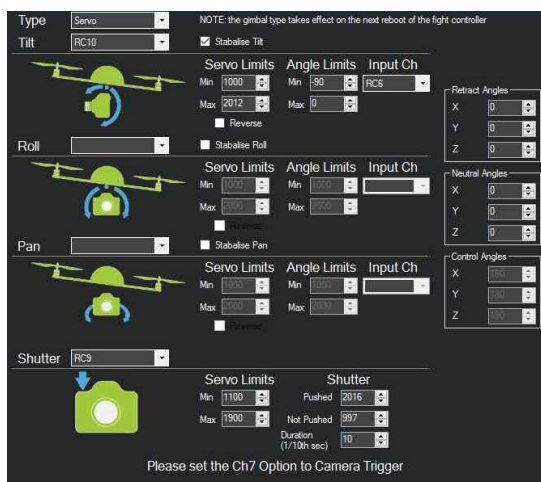 Type Servo NOTE: the gimbal type takes effect on the next reboot of the fight controller
Tilt RC10 Stabalise Tilt
Servo Limits Angle Limits Input Ch
Min 1000 Min -90 RC6
Max 2012 Max 0
Reverse
Retract Angles
X 0
Y 0
Z 0
Roll Stabalise Roll
Servo Limits Angle Limits Input Ch
Min 1000 Min 1000
Max 2000 Max 2000
Reverse
Neutral Angles
X 0
Y 0
Z 0
Pan Stabalise Pan
Servo Limits Angle Limits Input Ch
Min 1000 Min 1000
Max 2000 Max 2000
Reverse
Control Angles
X 180
Y 180
Z 180
Shutter RC9
Servo Limits Shutter
Min 1100 Pushed 2016
Max 1900 Not Pushed 997
Duration 10
(1/10th sec)
Please set the Ch7 Option to Camera Trigger